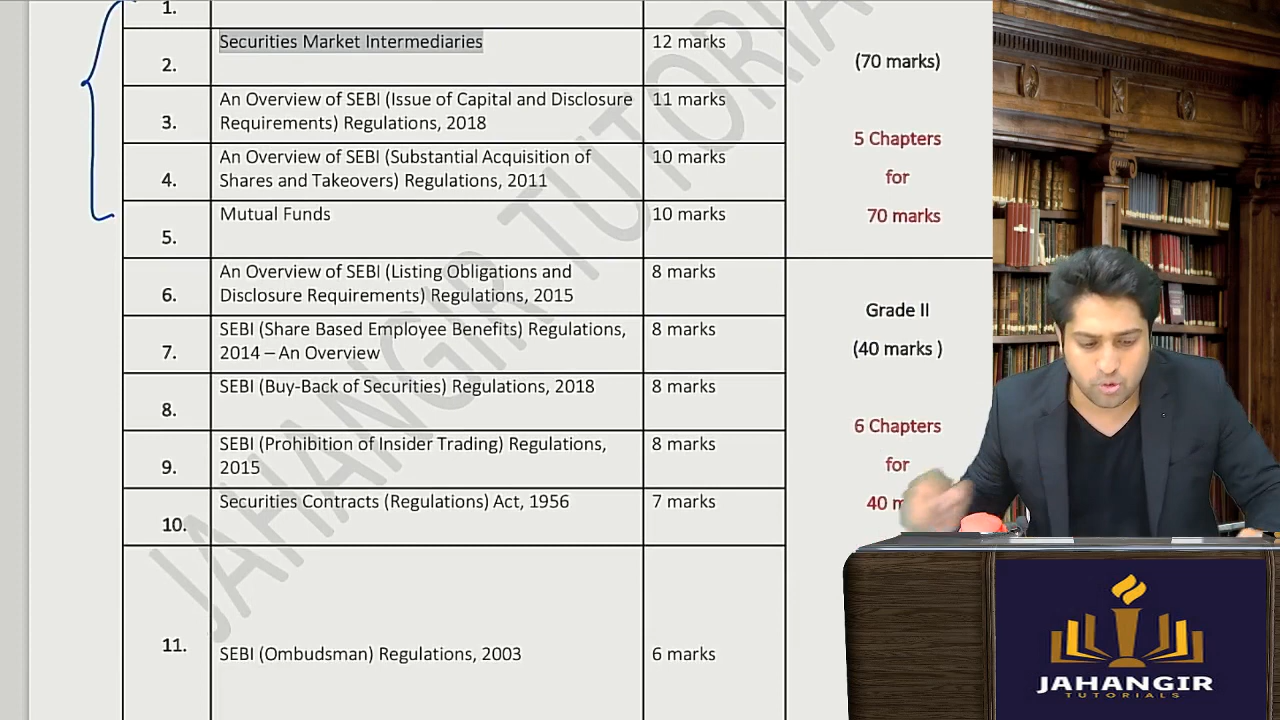 1.
2.
Securities Market Intermediaries
12 marks
(70 marks)
3.
An Overview of SEBI (Issue of Capital and Disclosure
Requirements) Regulations, 2018
11 marks
5 Chapters
for
70 marks
4.
An Overview of SEBI (Substantial Acquisition of
Shares and Takeovers) Regulations, 2011
10 marks
5.
Mutual Funds
10 marks
6.
An Overview of SEBI (Listing Obligations and
Disclosure Requirements) Regulations, 2015
8 marks
Grade II
(40 marks )
7.
SEBI (Share Based Employee Benefits) Regulations,
2014 – An Overview
8 marks
8.
SEBI (Buy-Back of Securities) Regulations, 2018
8 marks
6 Chapters
for
40 m
9.
SEBI (Prohibition of Insider Trading) Regulations,
2015
8 marks
10.
Securities Contracts (Regulations) Act, 1956
7 marks
11.
SEBI (Ombudsman) Regulations, 2003
6 marks
JAHANGIR TUTORIA
JAHANGIR
TUTORIALS